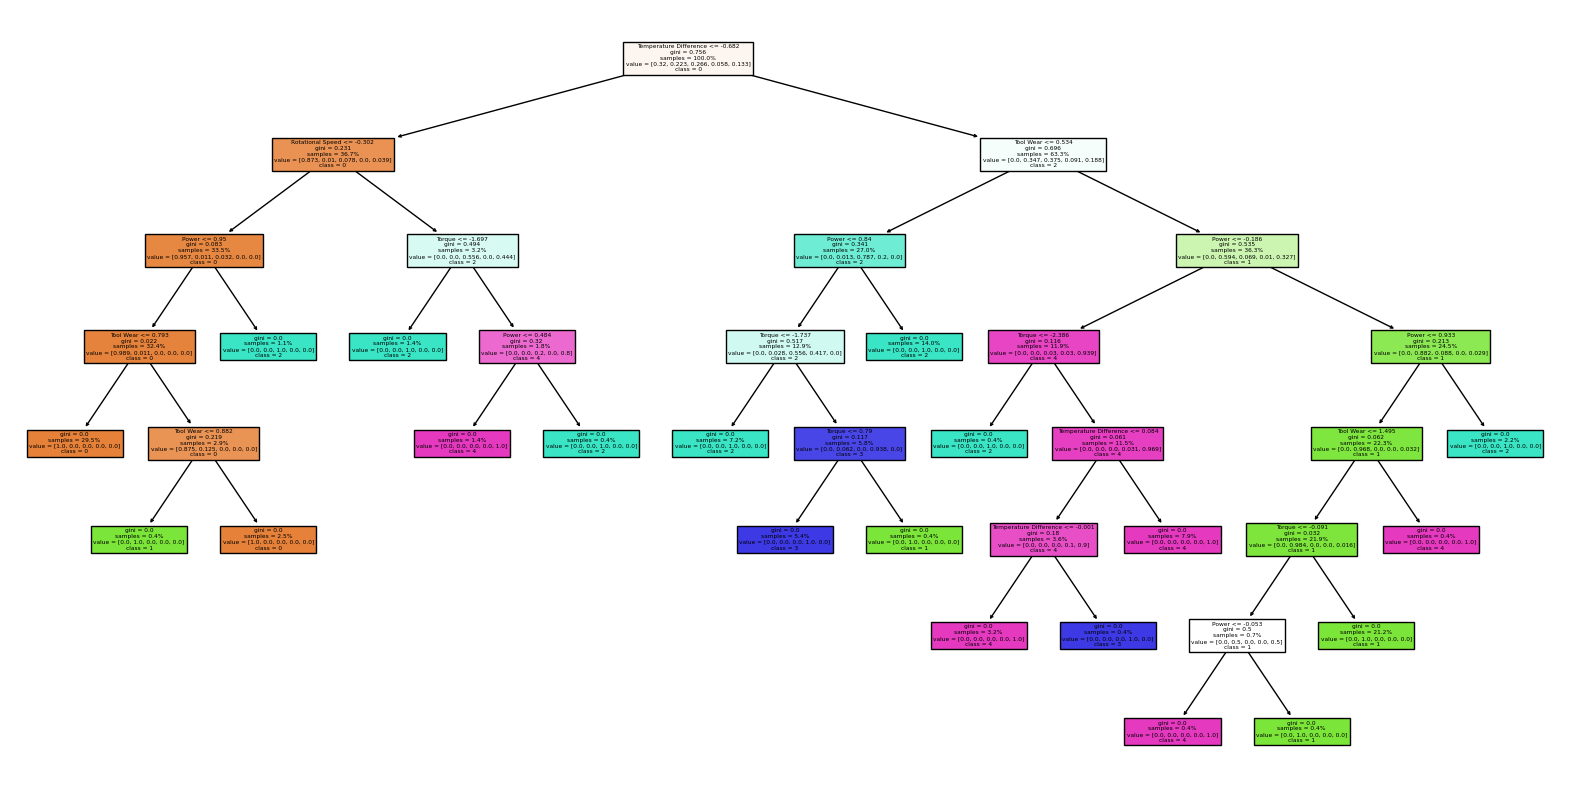 Temperature Difference <= -0.682
gini = 0.756
samples = 100.0%
value = [0.32, 0.223, 0.266, 0.058, 0.133]
class = 0
Rotational Speed <= -0.302
gini = 0.231
samples = 36.7%
value = [0.873, 0.01, 0.078, 0.0, 0.039]
class = 0
Tool Wear <= 0.534
gini = 0.696
samples = 63.3%
value = [0.0, 0.347, 0.375, 0.091, 0.188]
class = 2
Power <= 0.95
gini = 0.083
samples = 33.5%
value = [0.957, 0.011, 0.032, 0.0, 0.0]
class = 0
Torque <= -1.697
gini = 0.494
samples = 3.2%
value = [0.0, 0.0, 0.556, 0.0, 0.444]
class = 2
Power <= 0.84
gini = 0.341
samples = 27.0%
value = [0.0, 0.013, 0.787, 0.2, 0.0]
class = 2
Power <= -0.186
gini = 0.535
samples = 36.3%
value = [0.0, 0.594, 0.069, 0.01, 0.327]
class = 1
Tool Wear <= 0.793
gini = 0.022
samples = 32.4%
value = [0.989, 0.011, 0.0, 0.0, 0.0]
class = 0
gini = 0.0
samples = 1.1%
value = [0.0, 0.0, 1.0, 0.0, 0.0]
class = 2
gini = 0.0
samples = 1.4%
value = [0.0, 0.0, 1.0, 0.0, 0.0]
class = 2
Power <= 0.484
gini = 0.32
samples = 1.8%
value = [0.0, 0.0, 0.2, 0.0, 0.8]
class = 4
Torque <= -1.737
gini = 0.517
samples = 12.9%
value = [0.0, 0.028, 0.556, 0.417, 0.0]
class = 2
gini = 0.0
samples = 14.0%
value = [0.0, 0.0, 1.0, 0.0, 0.0]
class = 2
Torque <= -2.386
gini = 0.116
samples = 11.9%
value = [0.0, 0.0, 0.03, 0.03, 0.939]
class = 4
Power <= 0.933
gini = 0.213
samples = 24.5%
value = [0.0, 0.882, 0.088, 0.0, 0.029]
class = 1
gini = 0.0
samples = 29.5%
value = [1.0, 0.0, 0.0, 0.0, 0.0]
class = 0
Tool Wear <= 0.882
gini = 0.219
samples = 2.9%
value = [0.875, 0.125, 0.0, 0.0, 0.0]
class = 0
gini = 0.0
samples = 1.4%
value = [0.0, 0.0, 0.0, 0.0, 1.0]
class = 4
gini = 0.0
samples = 0.4%
value = [0.0, 0.0, 1.0, 0.0, 0.0]
class = 2
gini = 0.0
samples = 7.2%
value = [0.0, 0.0, 1.0, 0.0, 0.0]
class = 2
Torque <= 0.79
gini = 0.117
samples = 5.8%
value = [0.0, 0.062, 0.0, 0.938, 0.0]
class = 3
gini = 0.0
samples = 0.4%
value = [0.0, 0.0, 1.0, 0.0, 0.0]
class = 2
Temperature Difference <= 0.084
gini = 0.061
samples = 11.5%
value = [0.0, 0.0, 0.0, 0.031, 0.969]
class = 4
Tool Wear <= 1.495
gini = 0.062
samples = 22.3%
value = [0.0, 0.968, 0.0, 0.0, 0.032]
class = 1
gini = 0.0
samples = 2.2%
value = [0.0, 0.0, 1.0, 0.0, 0.0]
class = 2
gini = 0.0
samples = 0.4%
value = [0.0, 1.0, 0.0, 0.0, 0.0]
class = 1
gini = 0.0
samples = 2.5%
value = [1.0, 0.0, 0.0, 0.0, 0.0]
class = 0
gini = 0.0
samples = 5.4%
value = [0.0, 0.0, 0.0, 1.0, 0.0]
class = 3
gini = 0.0
samples = 0.4%
value = [0.0, 1.0, 0.0, 0.0, 0.0]
class = 1
Temperature Difference <= -0.001
gini = 0.18
samples = 3.6%
value = [0.0, 0.0, 0.0, 0.1, 0.9]
class = 4
gini = 0.0
samples = 7.9%
value = [0.0, 0.0, 0.0, 0.0, 1.0]
class = 4
Torque <= -0.091
gini = 0.032
samples = 21.9%
value = [0.0, 0.984, 0.0, 0.0, 0.016]
class = 1
gini = 0.0
samples = 0.4%
value = [0.0, 0.0, 0.0, 0.0, 1.0]
class = 4
gini = 0.0
samples = 3.2%
value = [0.0, 0.0, 0.0, 0.0, 1.0]
class = 4
gini = 0.0
samples = 0.4%
value = [0.0, 0.0, 0.0, 1.0, 0.0]
class = 3
Power <= -0.053
gini = 0.5
samples = 0.7%
value = [0.0, 0.5, 0.0, 0.0, 0.5]
class = 1
gini = 0.0
samples = 21.2%
value = [0.0, 1.0, 0.0, 0.0, 0.0]
class = 1
gini = 0.0
samples = 0.4%
value = [0.0, 0.0, 0.0, 0.0, 1.0]
class = 4
gini = 0.0
samples = 0.4%
value = [0.0, 1.0, 0.0, 0.0, 0.0]
class = 1